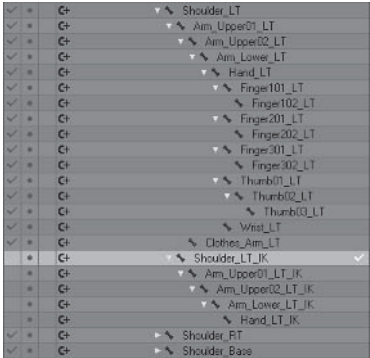 C+ Shoulder_LT
C+ Arm_Upper01_LT
C+ Arm_Upper02_LT
C+ Arm_Lower_LT
C+ Hand_LT
C+ Finger101_LT
C+ Finger102_LT
C+ Finger201_LT
C+ Finger202_LT
C+ Finger301_LT
C+ Finger302_LT
C+ Thumb01_LT
C+ Thumb02_LT
C+ Thumb03_LT
C+ Wrist_LT
C+ Clothes_Arm_LT
C+ Shoulder_LT_IK
C+ Arm_Upper01_LT_IK
C+ Arm_Upper02_LT_IK
C+ Arm_Lower_LT_IK
C+ Hand_LT_IK
C+ Shoulder_RT
C+ Shoulder_Base